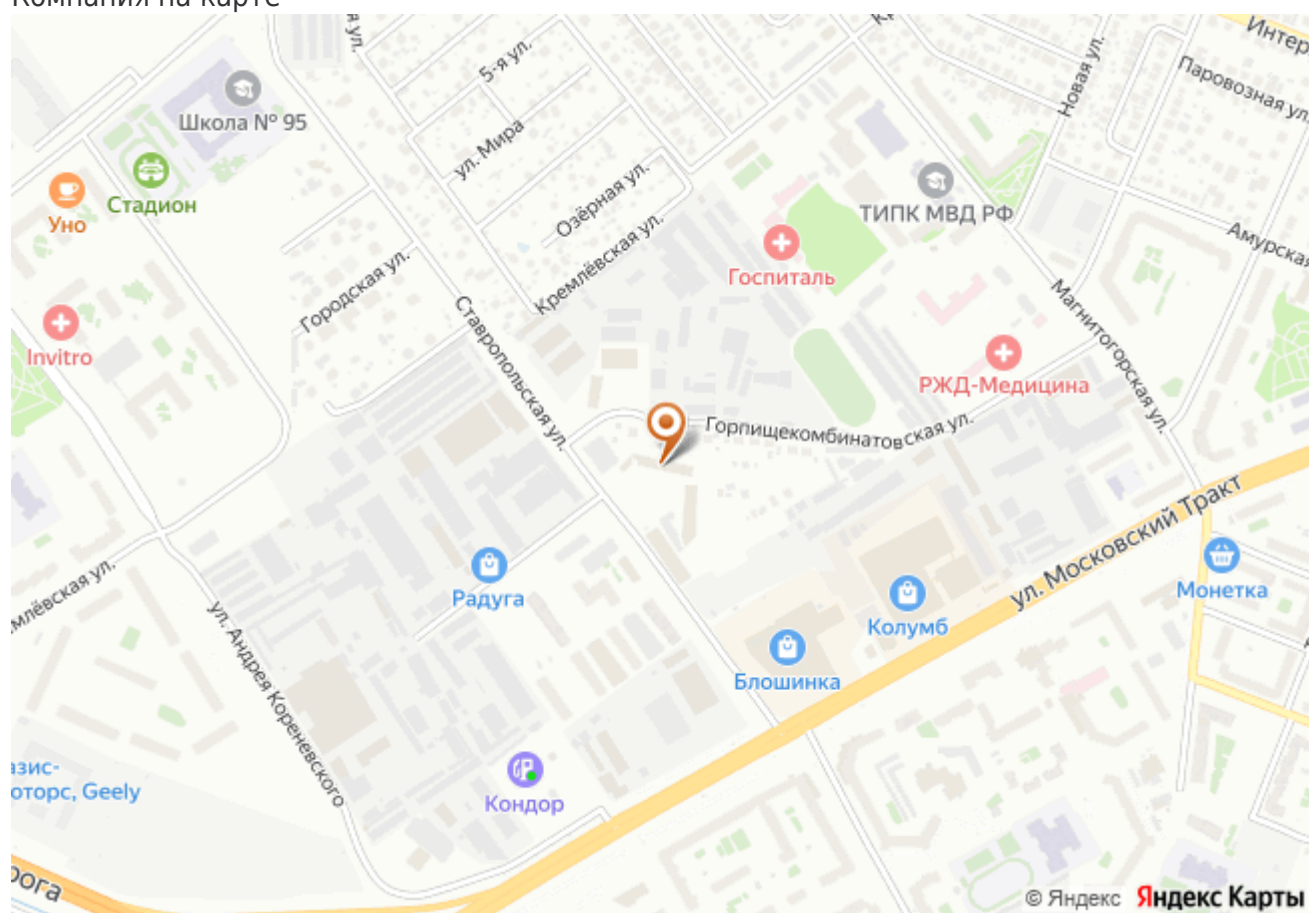 Компания на карте
5-я ул.
Интер
Новая ул.
Паровозная ул.
Школа № 95
ул. Мира
Стадион
Уно
Озёрная ул.
ТИПК МВД РФ
Амурская
Кремлёвская ул.
Госпиталь
Городская ул.
Магнитогорская ул.
Invitro
Ставропольская ул.
РЖД-Медицина
Горпищекомбинатовская ул.
ул. Московский Тракт
Радуга
Монетка
Колумб
млёвская ул.
ул. Андрея Кореневского
Блошинка
азис-
оторс, Geely
Кондор
рога
© Яндекс Яндекс Карты